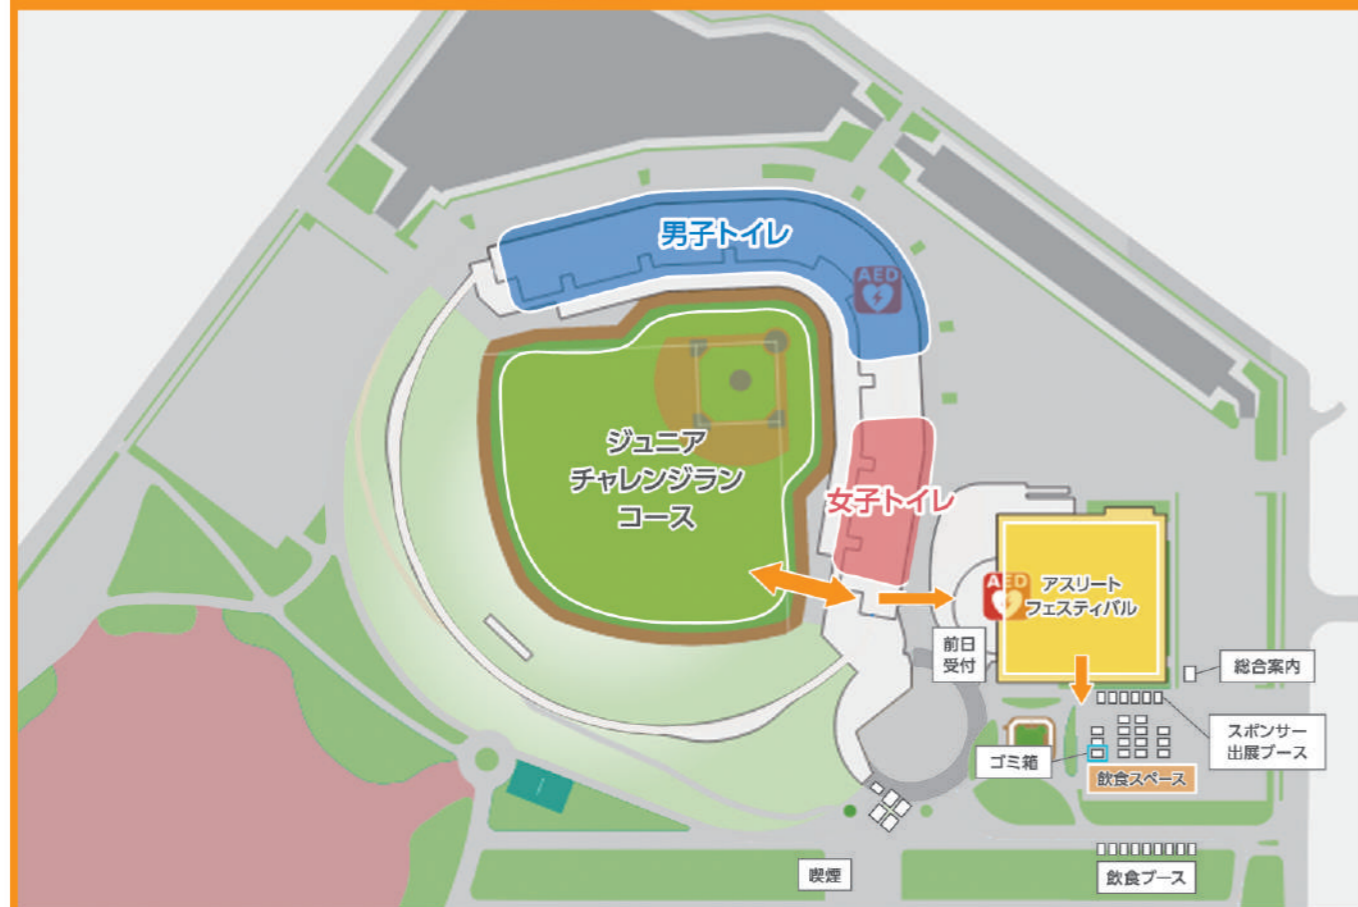 男子トイレ
AED
ジュニア
チャレンジラン
コース
女子トイレ
AED
アスリート
フェスティバル
前日
受付
総合案内
スポンサー
出展ブース
ゴミ箱
飲食スペース
喫煙
飲食ブース